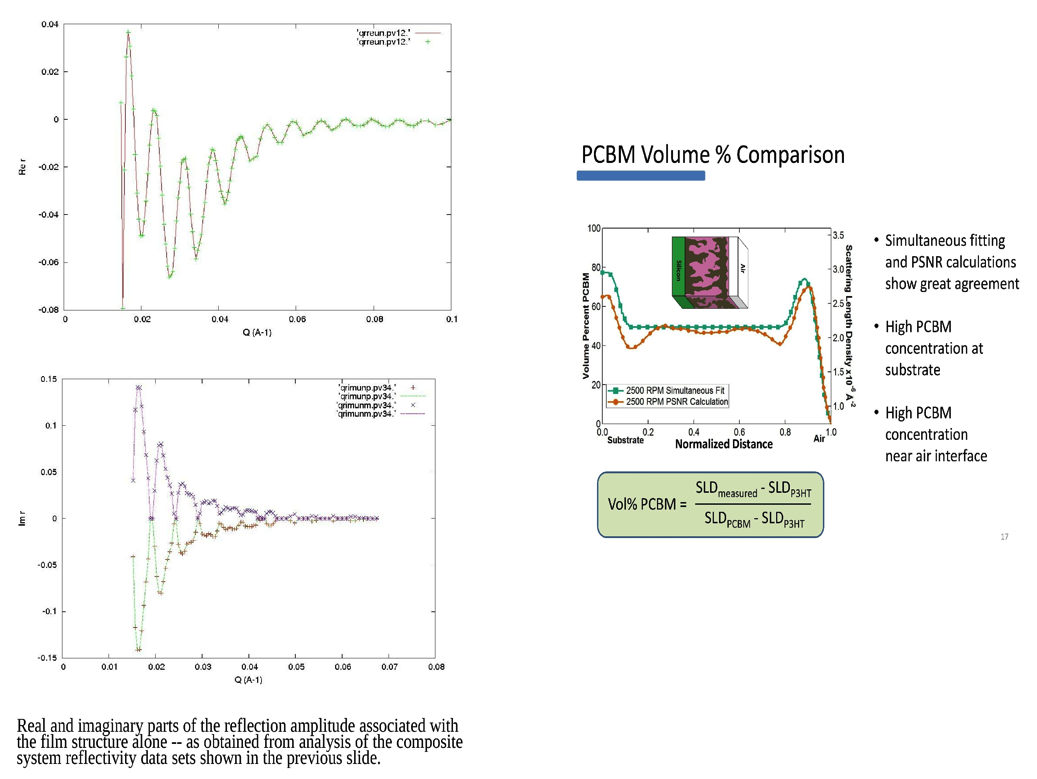 0.04
0.02
0
-0.02
-0.04
-0.06
-0.08
Re r
0
0.02
0.04
0.06
0.08
0.1
Q (A-1)
'qrreun.pv12.'
'qrreun.pv12.'
0.15
0.1
0.05
0
-0.05
-0.1
-0.15
Im r
0
0.01
0.02
0.03
0.04
0.05
0.06
0.07
0.08
Q (A-1)
'qrimunp.pv34.'
'qrimunp.pv34.'
'qrimunm.pv34.'
'qrimunm.pv34.'
Real and imaginary parts of the reflection amplitude associated with
the film structure alone -- as obtained from analysis of the composite
system reflectivity data sets shown in the previous slide.
PCBM Volume % Comparison
100
80
60
40
20
0
Volume Percent PCBM
Silicon
Air
3.5
3.0
2.5
2.0
1.5
1.0
Scattering Length Density x10-6 Å-2
2500 RPM Simultaneous Fit
2500 RPM PSNR Calculation
0.0
0.2
0.4
0.6
0.8
1.0
Substrate
Normalized Distance
Air
• Simultaneous fitting
and PSNR calculations
show great agreement
• High PCBM
concentration at
substrate
• High PCBM
concentration
near air interface
Vol% PCBM =
SLDmeasured - SLDP3HT
SLDPCBM - SLDP3HT
17